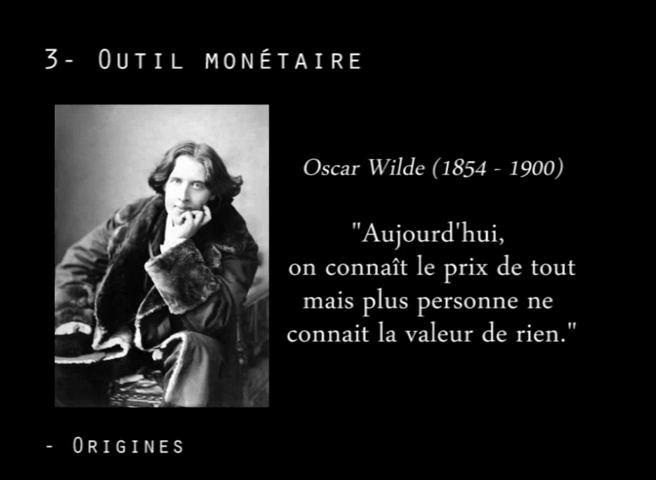 3- OUTIL MONÉTAIRE
Oscar Wilde (1854 - 1900)
"Aujourd'hui,
on connaît le prix de tout
mais plus personne ne
connait la valeur de rien."
- ORIGINES